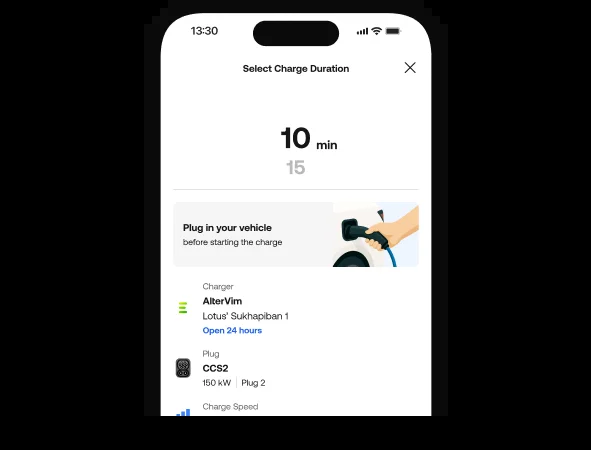 13:30
Select Charge Duration
10 min
15
Plug in your vehicle
before starting the charge
Charger
AlterVim
Lotus' Sukhapiban 1
Open 24 hours
Plug
CCS2
150 kW | Plug 2
Charge Speed